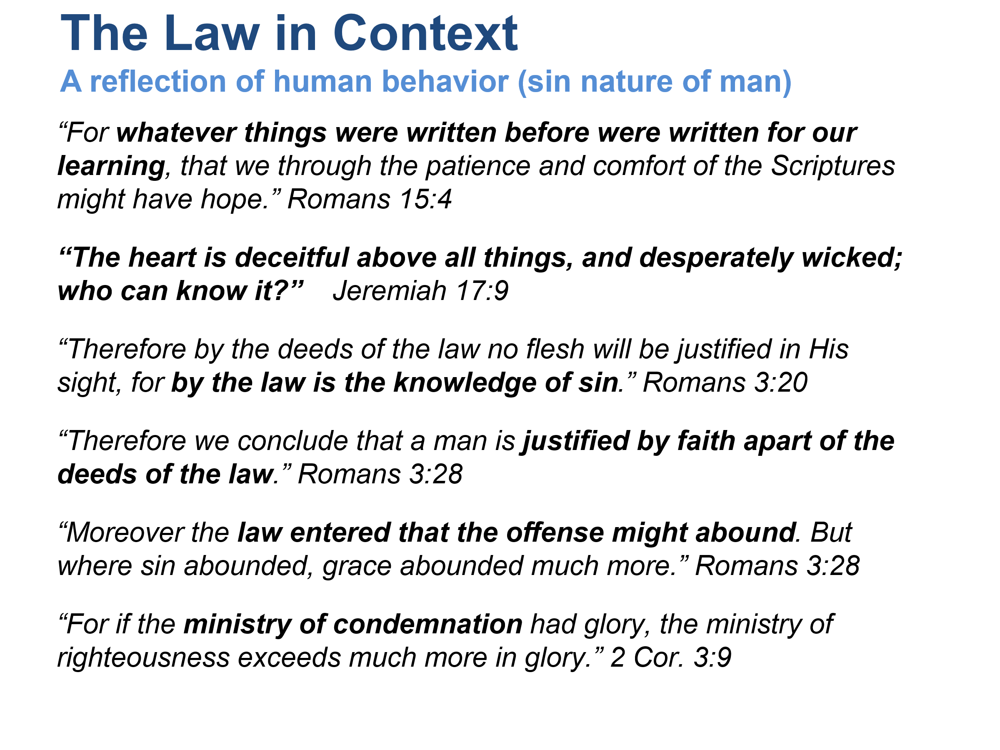 The Law in Context
A reflection of human behavior (sin nature of man)
“For whatever things were written before were written for our
learning, that we through the patience and comfort of the Scriptures
might have hope.” Romans 15:4
“The heart is deceitful above all things, and desperately wicked;
who can know it?” Jeremiah 17:9
“Therefore by the deeds of the law no flesh will be justified in His
sight, for by the law is the knowledge of sin.” Romans 3:20
“Therefore we conclude that a man is justified by faith apart of the
deeds of the law.” Romans 3:28
“Moreover the law entered that the offense might abound. But
where sin abounded, grace abounded much more.” Romans 3:28
“For if the ministry of condemnation had glory, the ministry of
righteousness exceeds much more in glory.” 2 Cor. 3:9